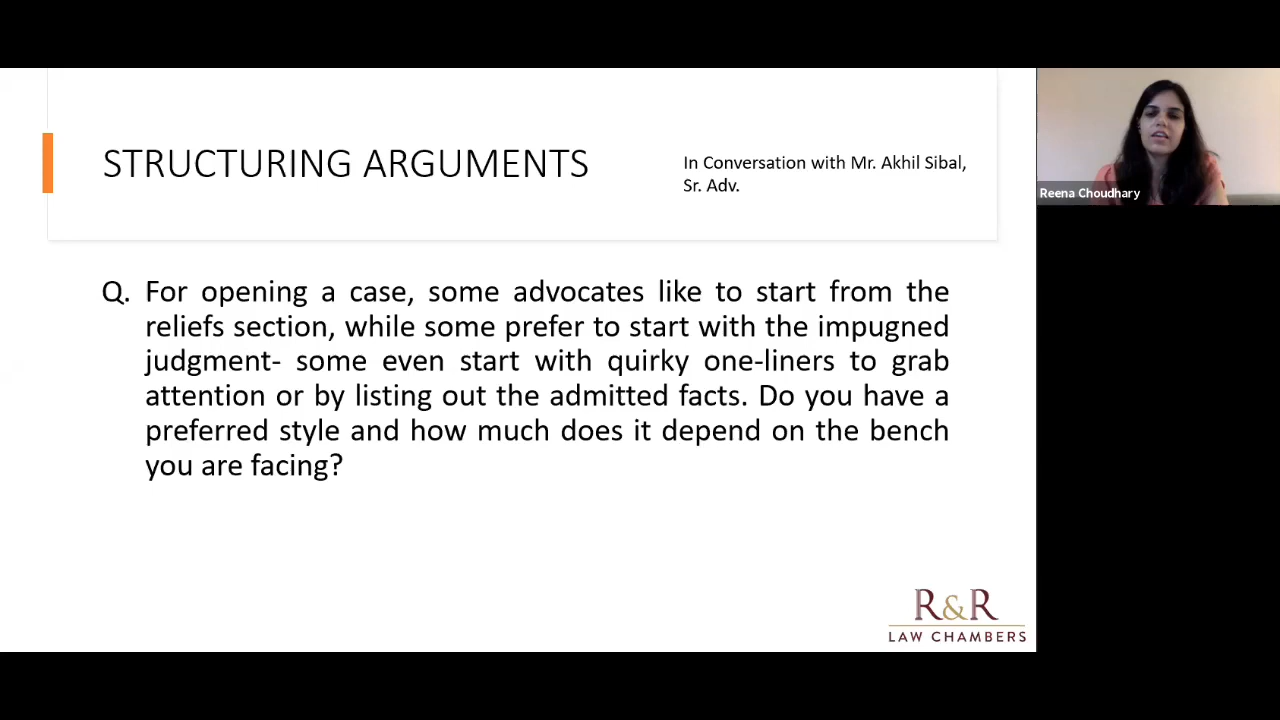 STRUCTURING ARGUMENTS
In Conversation with Mr. Akhil Sibal,
Sr. Adv.
Reena Choudhary
Q. For opening a case, some advocates like to start from the
reliefs section, while some prefer to start with the impugned
judgment- some even start with quirky one-liners to grab
attention or by listing out the admitted facts. Do you have a
preferred style and how much does it depend on the bench
you are facing?
R&R
LAW CHAMBERS